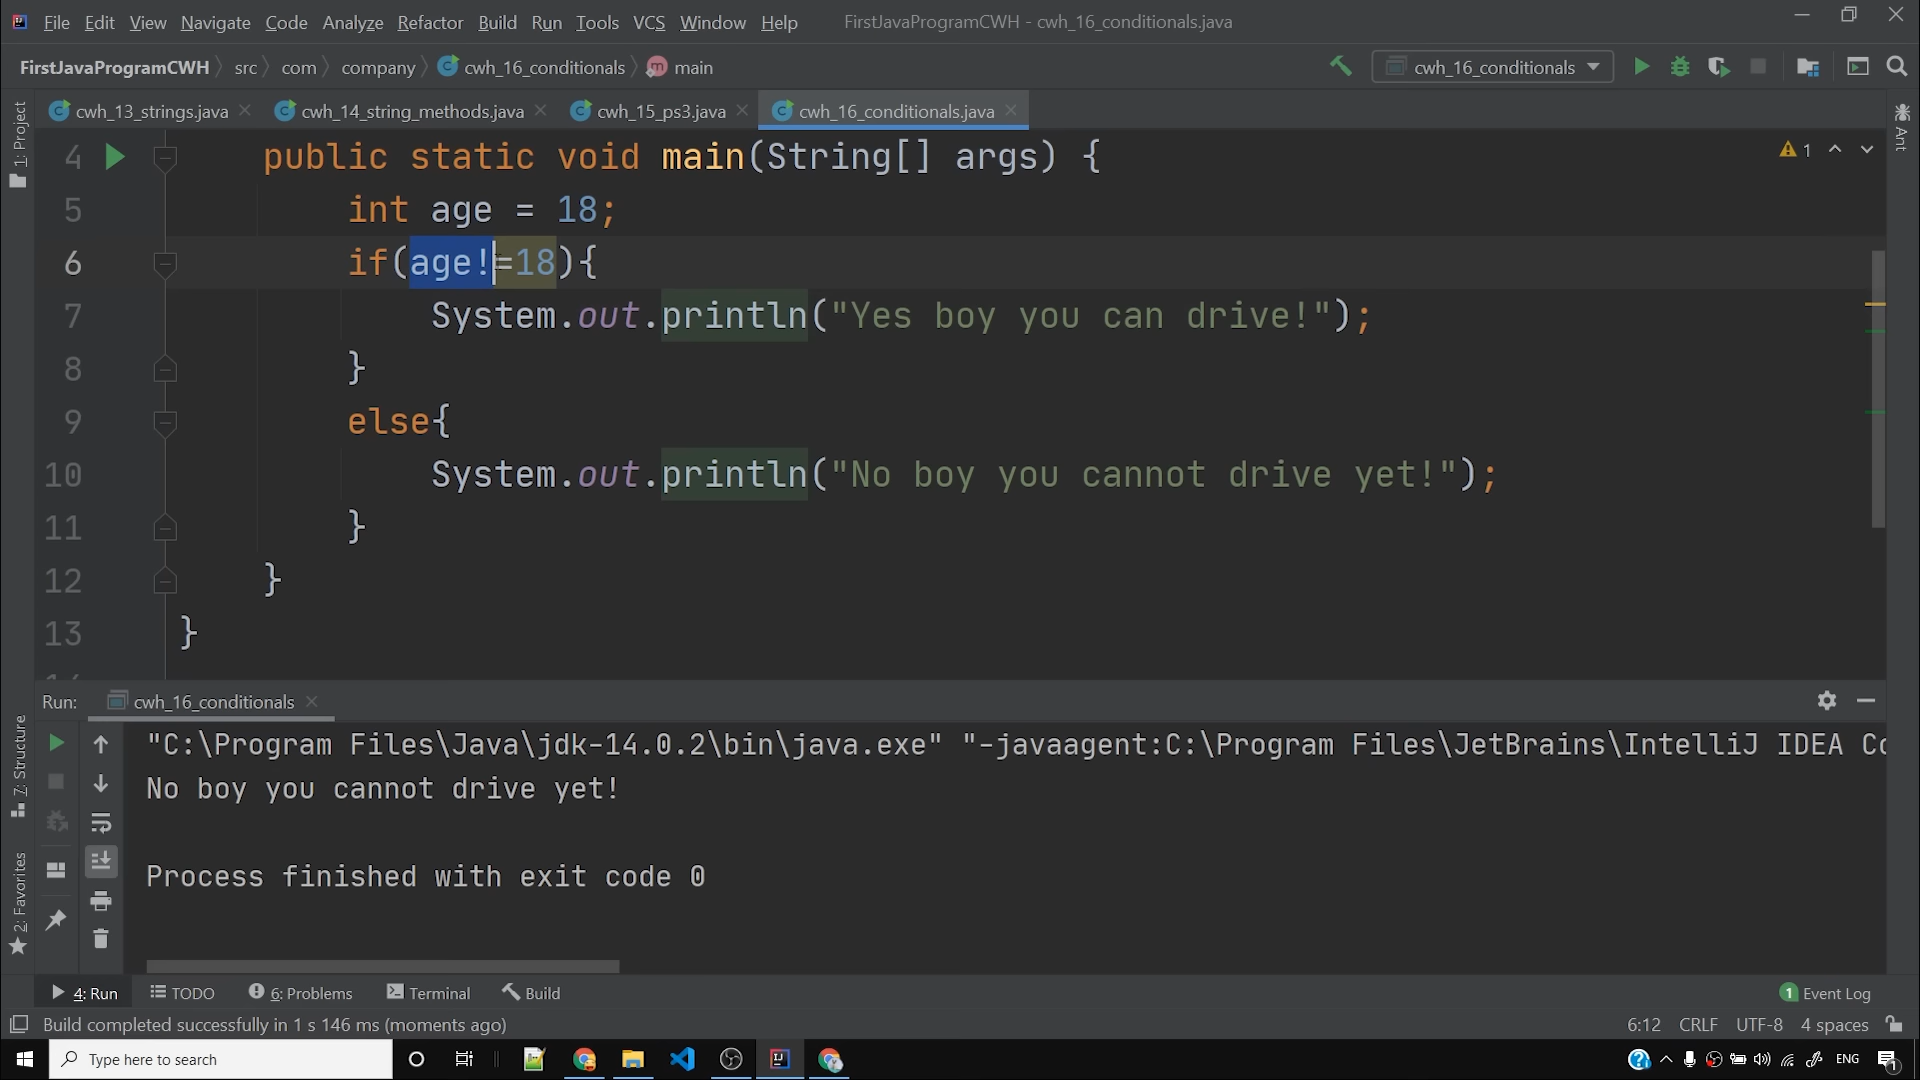 File Edit View Navigate Code Analyze Refactor Build Run Tools VCS Window Help FirstJavaProgramCWH - cwh_16_conditionals.java
FirstJavaProgramCWH src com company cwh_16_conditionals main cwh_16_conditionals
cwh_13_strings.java cwh_14_string_methods.java cwh_15_ps3.java cwh_16_conditionals.java
1: Project
Ant
4 public static void main(String[] args) { 1
5 int age = 18;
6 if(age!=18){
7 System.out.println("Yes boy you can drive!");
8 }
9 else{
10 System.out.println("No boy you cannot drive yet!");
11 }
12 }
13 }
Run: cwh_16_conditionals
7: Structure
2: Favorites
"C:\Program Files\Java\jdk-14.0.2\bin\java.exe" "-javaagent:C:\Program Files\JetBrains\IntelliJ IDEA Co
No boy you cannot drive yet!
Process finished with exit code 0
4: Run TODO 6: Problems Terminal Build 1 Event Log
Build completed successfully in 1 s 146 ms (moments ago) 6:12 CRLF UTF-8 4 spaces
Type here to search ENG 1